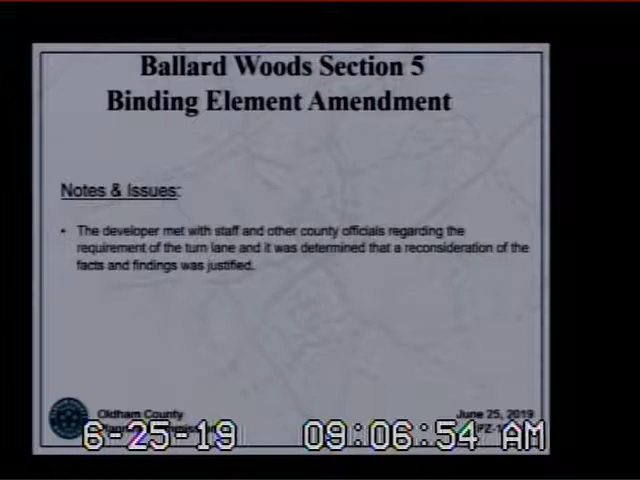 Ballard Woods Section 5
Binding Element Amendment
Notes & Issues:
• The developer met with staff and other county officials regarding the
requirement of the turn lane and it was determined that a reconsideration of the
facts and findings was justified.
Oldham County
June 25, 2019
6-25-19 09:06:54 AM